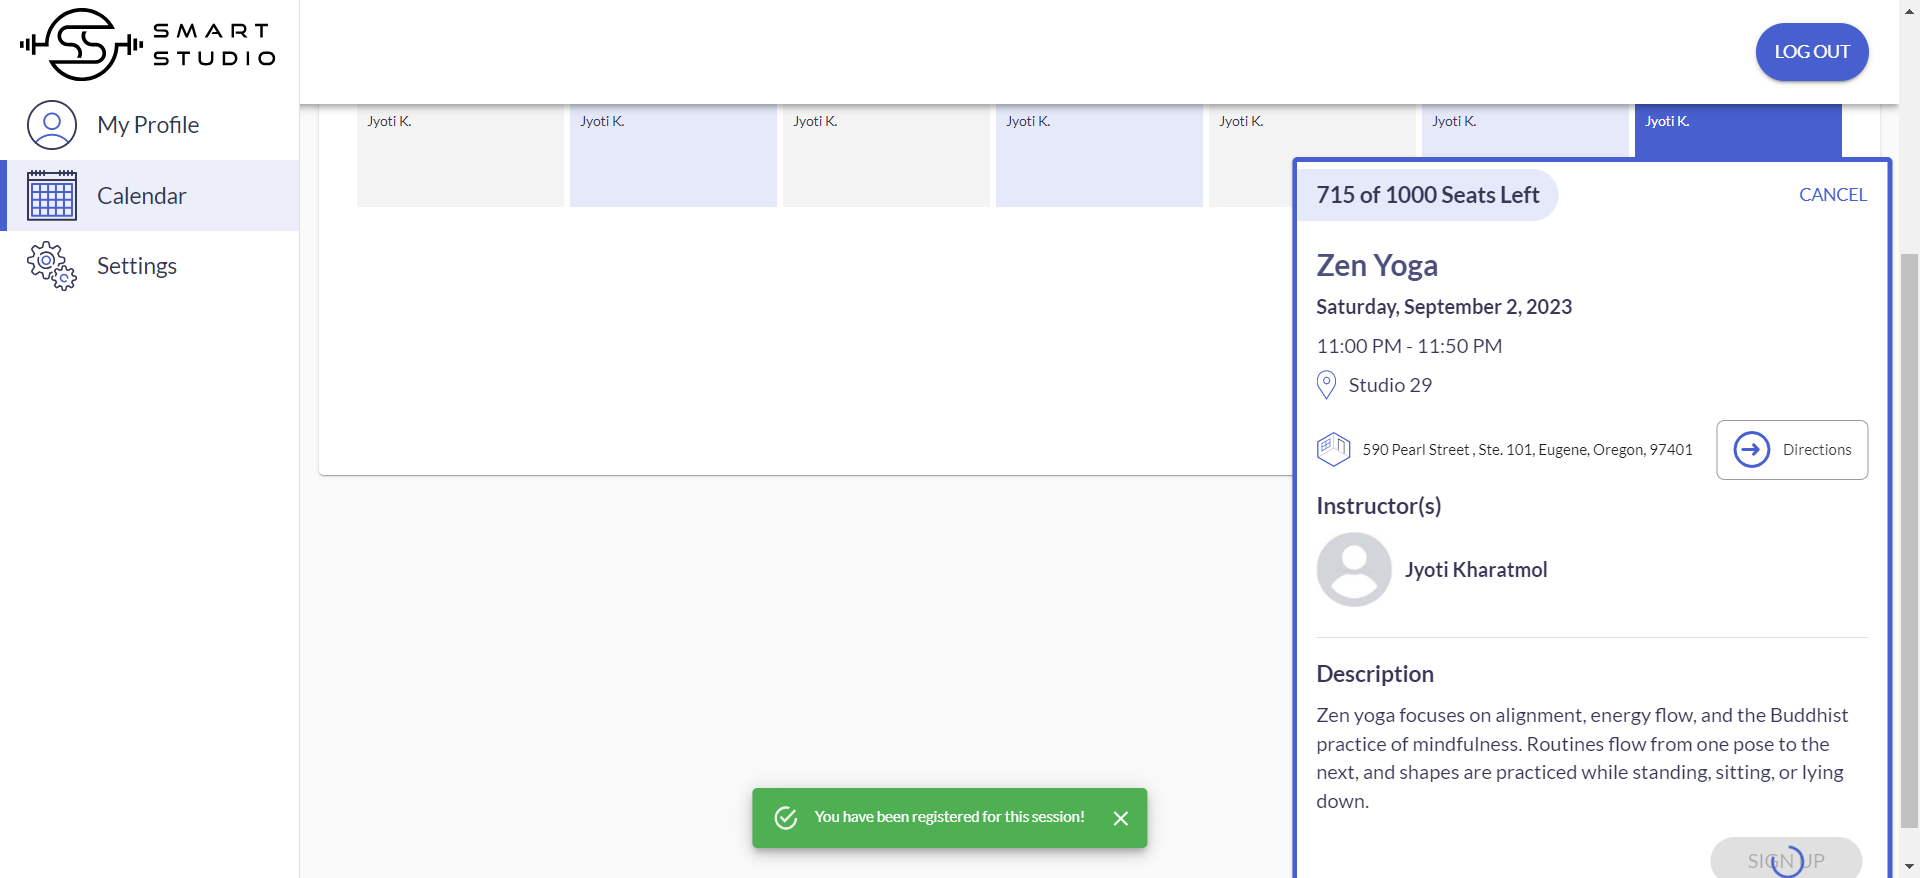 SMART
STUDIO
LOG OUT
My Profile
Calendar
Settings
Jyoti K.
Jyoti K.
Jyoti K.
Jyoti K.
Jyoti K.
Jyoti K.
Jyoti K.
715 of 1000 Seats Left
CANCEL
Zen Yoga
Saturday, September 2, 2023
11:00 PM - 11:50 PM
Studio 29
590 Pearl Street , Ste. 101, Eugene, Oregon, 97401
Directions
Instructor(s)
Jyoti Kharatmol
Description
Zen yoga focuses on alignment, energy flow, and the Buddhist
practice of mindfulness. Routines flow from one pose to the
next, and shapes are practiced while standing, sitting, or lying
down.
You have been registered for this session!
SIGN UP